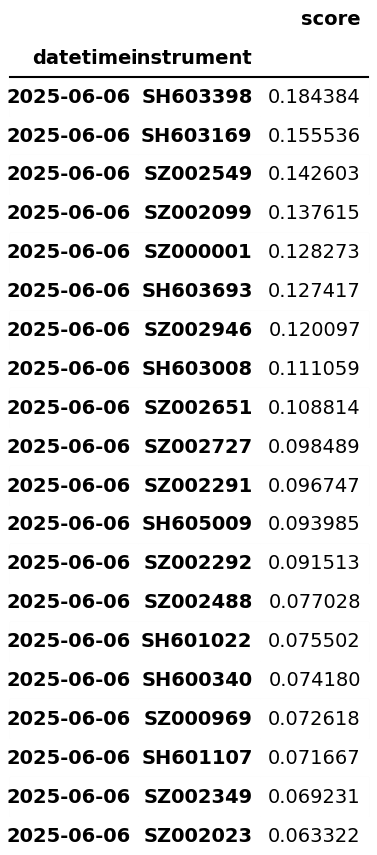 score
datetime instrument
2025-06-06 SH603398 0.184384
2025-06-06 SH603169 0.155536
2025-06-06 SZ002549 0.142603
2025-06-06 SZ002099 0.137615
2025-06-06 SZ000001 0.128273
2025-06-06 SH603693 0.127417
2025-06-06 SZ002946 0.120097
2025-06-06 SH603008 0.111059
2025-06-06 SZ002651 0.108814
2025-06-06 SZ002727 0.098489
2025-06-06 SZ002291 0.096747
2025-06-06 SH605009 0.093985
2025-06-06 SZ002292 0.091513
2025-06-06 SZ002488 0.077028
2025-06-06 SH601022 0.075502
2025-06-06 SH600340 0.074180
2025-06-06 SZ000969 0.072618
2025-06-06 SH601107 0.071667
2025-06-06 SZ002349 0.069231
2025-06-06 SZ002023 0.063322